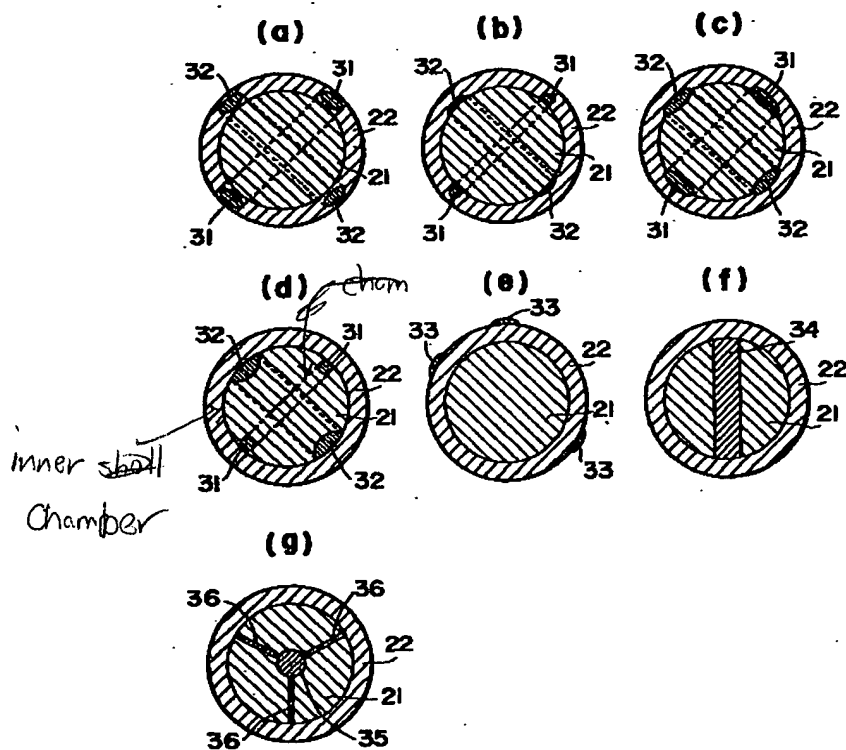 (a) (b) (c)
32 31 32 31 32 31
22 22 22
21 21 21
31 32 31 32 31 32
(d) (e) (f)
cham
33
32 31 33 34
22 22 22
21 21 21
31 32 33
inner shell
Chamber
(g)
36 36
22
21
36 35